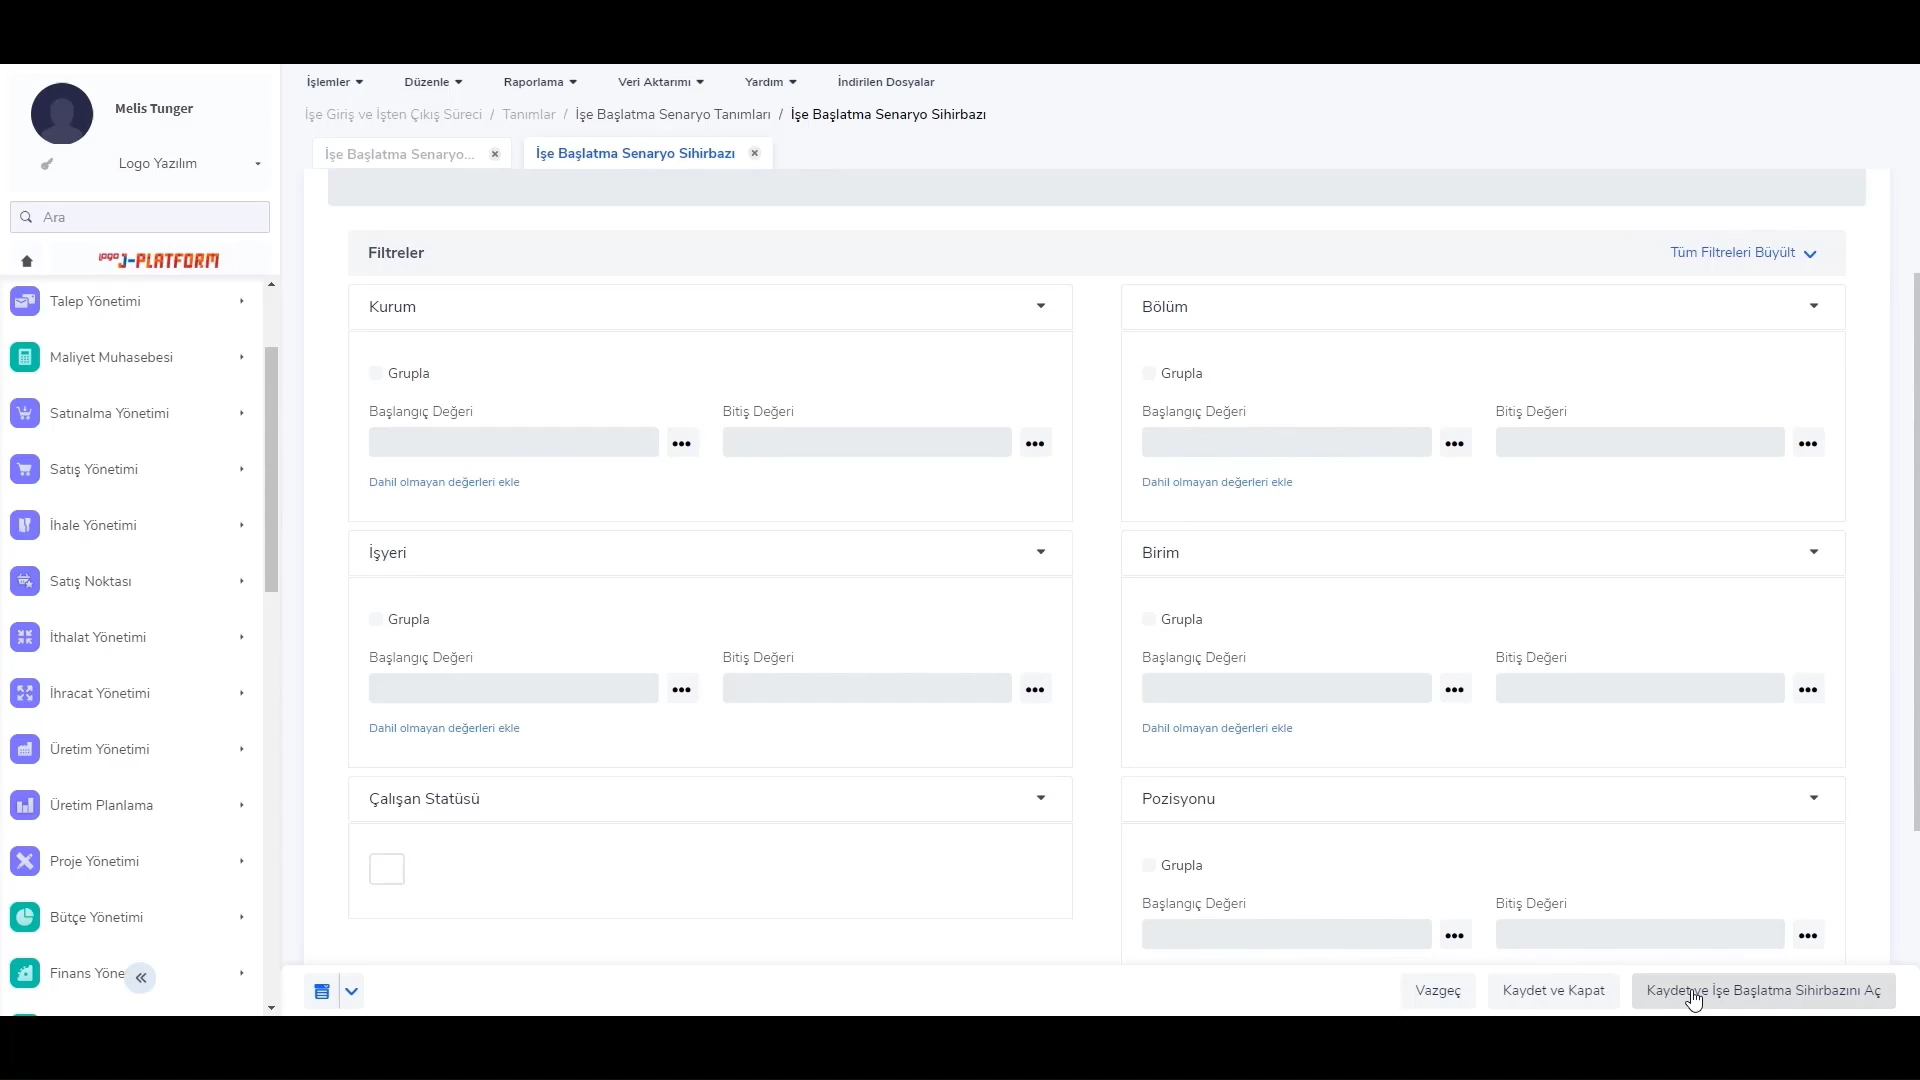 Melis Tunger
Logo Yazılım
Ara
logo J-PLATFORM
Talep Yönetimi
Maliyet Muhasebesi
Satınalma Yönetimi
Satış Yönetimi
İhale Yönetimi
Satış Noktası
İthalat Yönetimi
İhracat Yönetimi
Üretim Yönetimi
Üretim Planlama
Proje Yönetimi
Bütçe Yönetimi
Finans Yöne
İşlemler Düzenle Raporlama Veri Aktarımı Yardım İndirilen Dosyalar
İşe Giriş ve İşten Çıkış Süreci / Tanımlar / İşe Başlatma Senaryo Tanımları / İşe Başlatma Senaryo Sihirbazı
İşe Başlatma Senaryo... İşe Başlatma Senaryo Sihirbazı
Filtreler Tüm Filtreleri Büyült
Kurum
Grupla
Başlangıç Değeri Bitiş Değeri
Dahil olmayan değerleri ekle
Bölüm
Grupla
Başlangıç Değeri Bitiş Değeri
Dahil olmayan değerleri ekle
İşyeri
Grupla
Başlangıç Değeri Bitiş Değeri
Dahil olmayan değerleri ekle
Birim
Grupla
Başlangıç Değeri Bitiş Değeri
Dahil olmayan değerleri ekle
Çalışan Statüsü
Pozisyonu
Grupla
Başlangıç Değeri Bitiş Değeri
Vazgeç Kaydet ve Kapat Kaydet ve İşe Başlatma Sihirbazını Aç